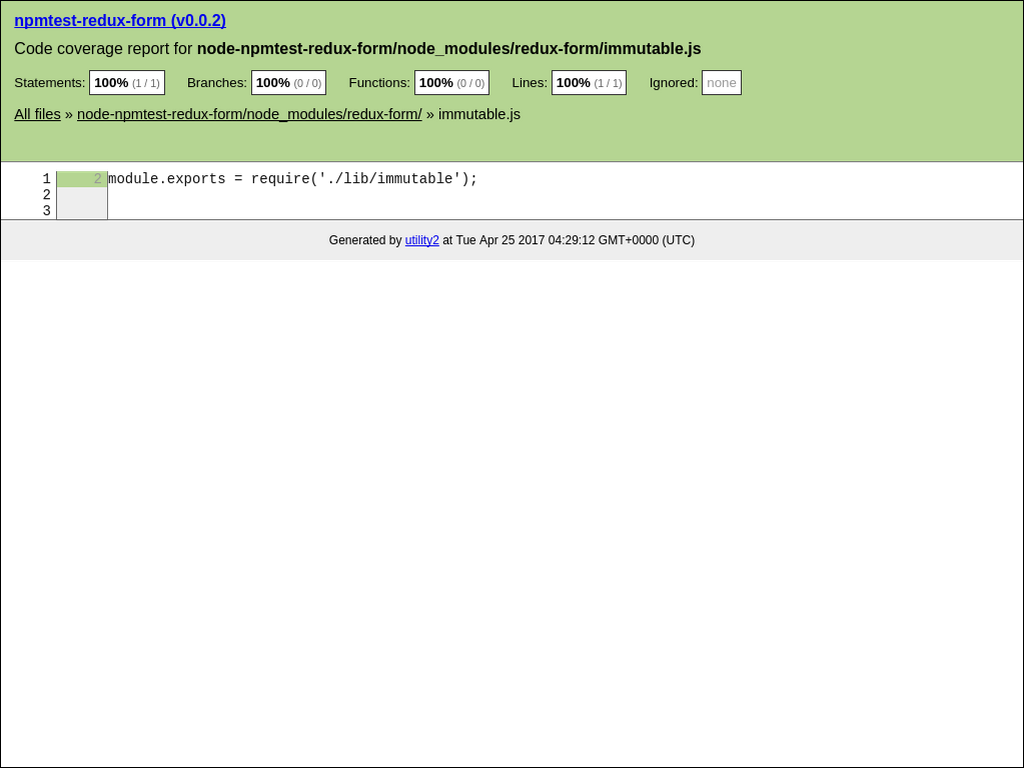 npmtest-redux-form (v0.0.2)
Code coverage report for node-npmtest-redux-form/node_modules/redux-form/immutable.js
Statements: 100% (1 / 1) Branches: 100% (0 / 0) Functions: 100% (0 / 0) Lines: 100% (1 / 1) Ignored: none
All files » node-npmtest-redux-form/node_modules/redux-form/ » immutable.js
1 2 module.exports = require('./lib/immutable');
2
3
Generated by utility2 at Tue Apr 25 2017 04:29:12 GMT+0000 (UTC)